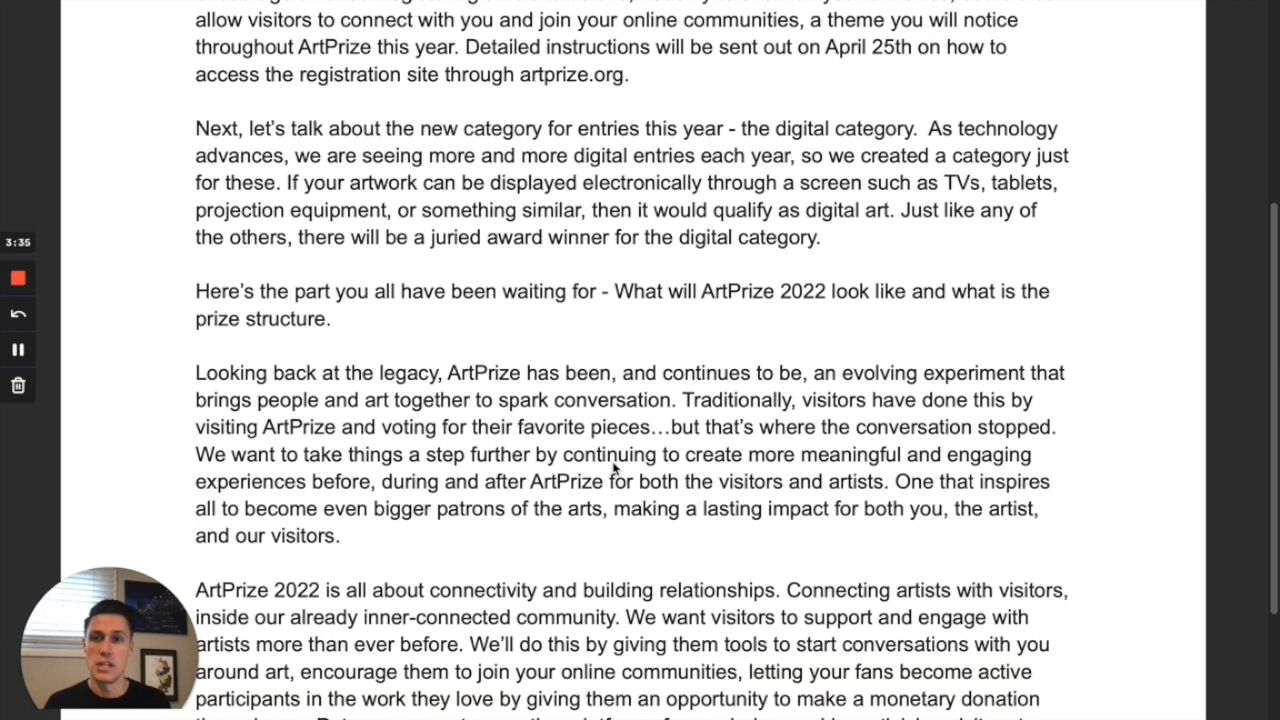 allow visitors to connect with you and join your online communities, a theme you will notice
throughout ArtPrize this year. Detailed instructions will be sent out on April 25th on how to
access the registration site through artprize.org.
Next, let’s talk about the new category for entries this year - the digital category.  As technology
advances, we are seeing more and more digital entries each year, so we created a category just
for these. If your artwork can be displayed electronically through a screen such as TVs, tablets,
projection equipment, or something similar, then it would qualify as digital art. Just like any of
the others, there will be a juried award winner for the digital category.
3:35
Here’s the part you all have been waiting for - What will ArtPrize 2022 look like and what is the
prize structure.
Looking back at the legacy, ArtPrize has been, and continues to be, an evolving experiment that
brings people and art together to spark conversation. Traditionally, visitors have done this by
visiting ArtPrize and voting for their favorite pieces…but that’s where the conversation stopped.
We want to take things a step further by continuing to create more meaningful and engaging
experiences before, during and after ArtPrize for both the visitors and artists. One that inspires
all to become even bigger patrons of the arts, making a lasting impact for both you, the artist,
and our visitors.
ArtPrize 2022 is all about connectivity and building relationships. Connecting artists with visitors,
inside our already inner-connected community. We want visitors to support and engage with
artists more than ever before. We’ll do this by giving them tools to start conversations with you
around art, encourage them to join your online communities, letting your fans become active
participants in the work they love by giving them an opportunity to make a monetary donation